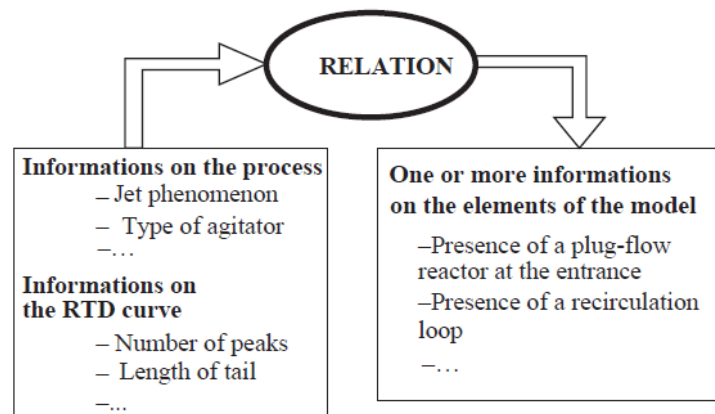 RELATION
Informations on the process
– Jet phenomenon
– Type of agitator
–…
Informations on
the RTD curve
– Number of peaks
– Length of tail
–...
One or more informations
on the elements of the model
–Presence of a plug-flow
reactor at the entrance
–Presence of a recirculation
loop
–…